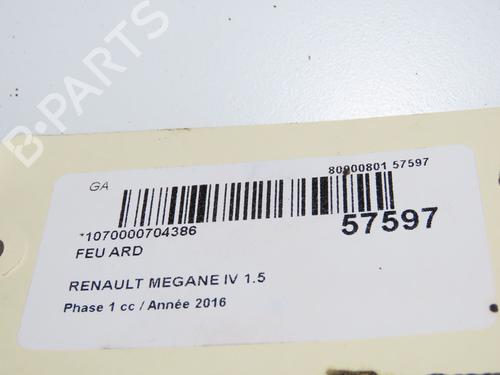 B-PARTS
GA
80900801 57597
*1070000704386
57597
FEU ARD
RENAULT MEGANE IV 1.5
Phase 1 cc / Année 2016